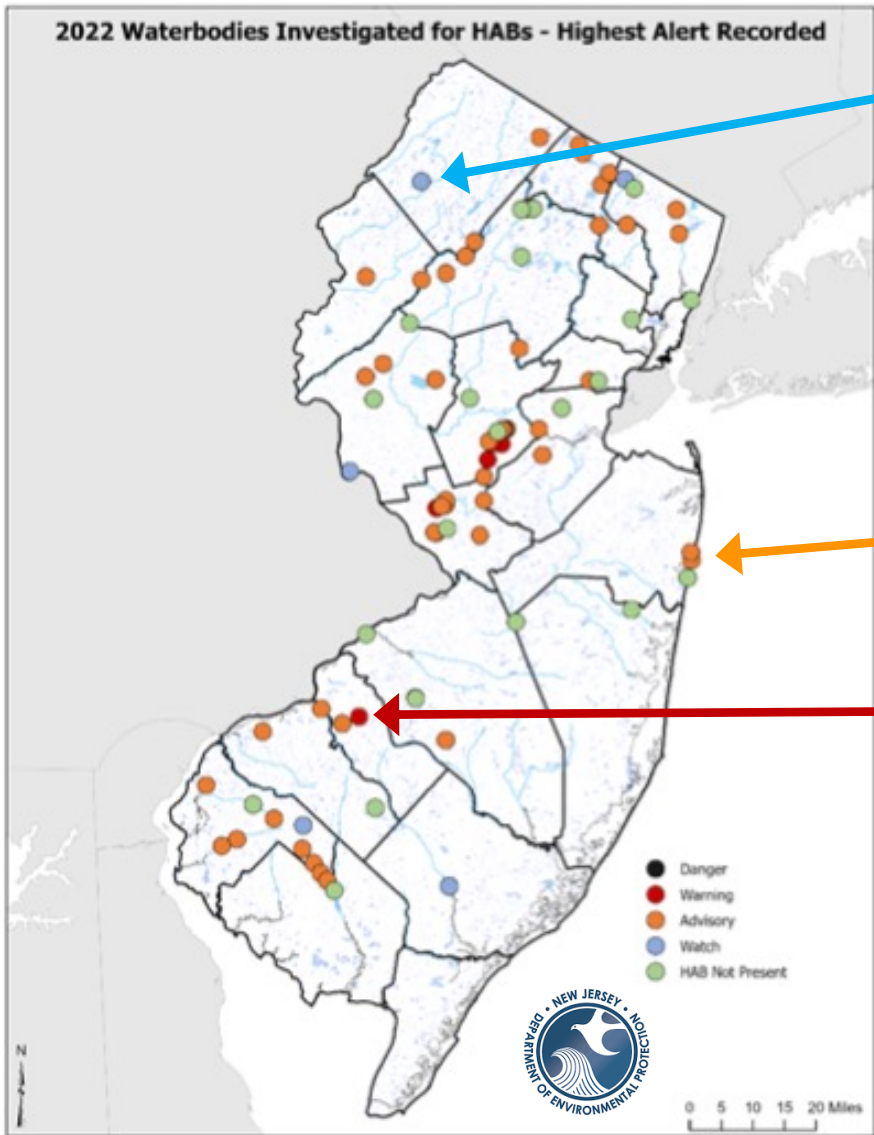 2022 Waterbodies Investigated for HABs - Highest Alert Recorded
Danger
Warning
Advisory
Watch
HAB Not Present
NEW JERSEY
DEPARTMENT OF ENVIRONMENTAL PROTECTION
N
0 5 10 15 20 Miles